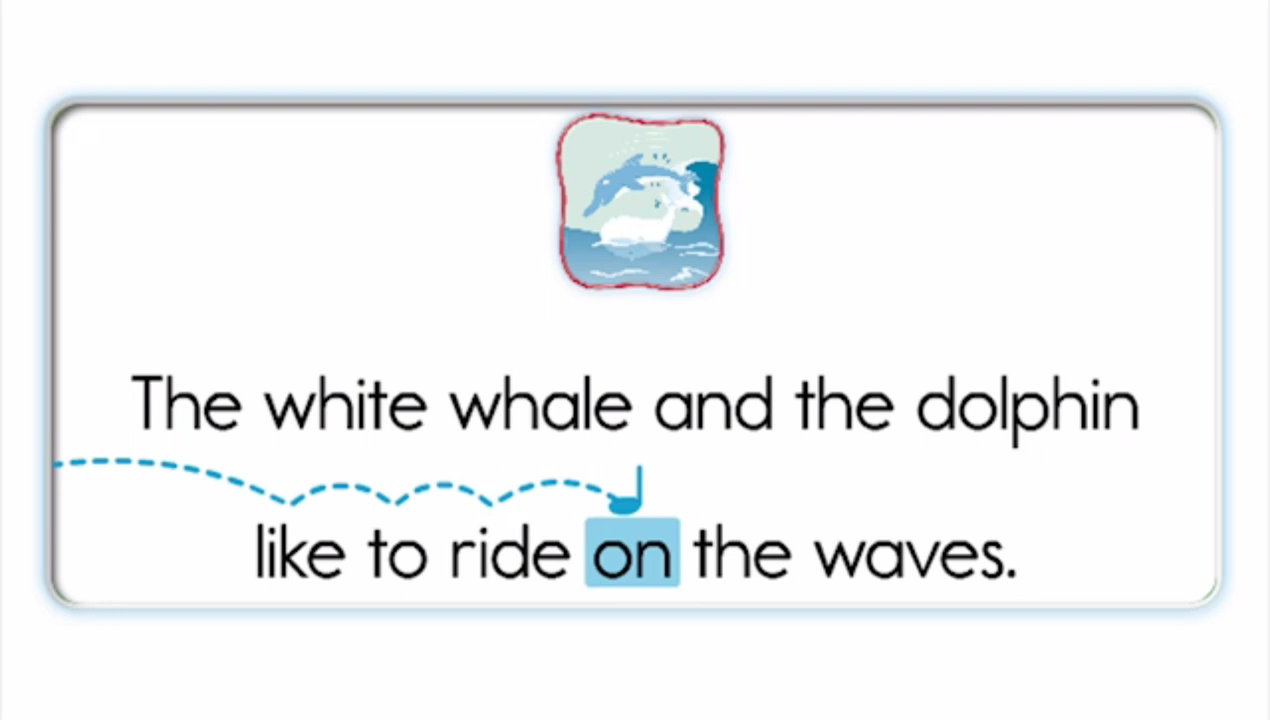 The white whale and the dolphin
like to ride on the waves.